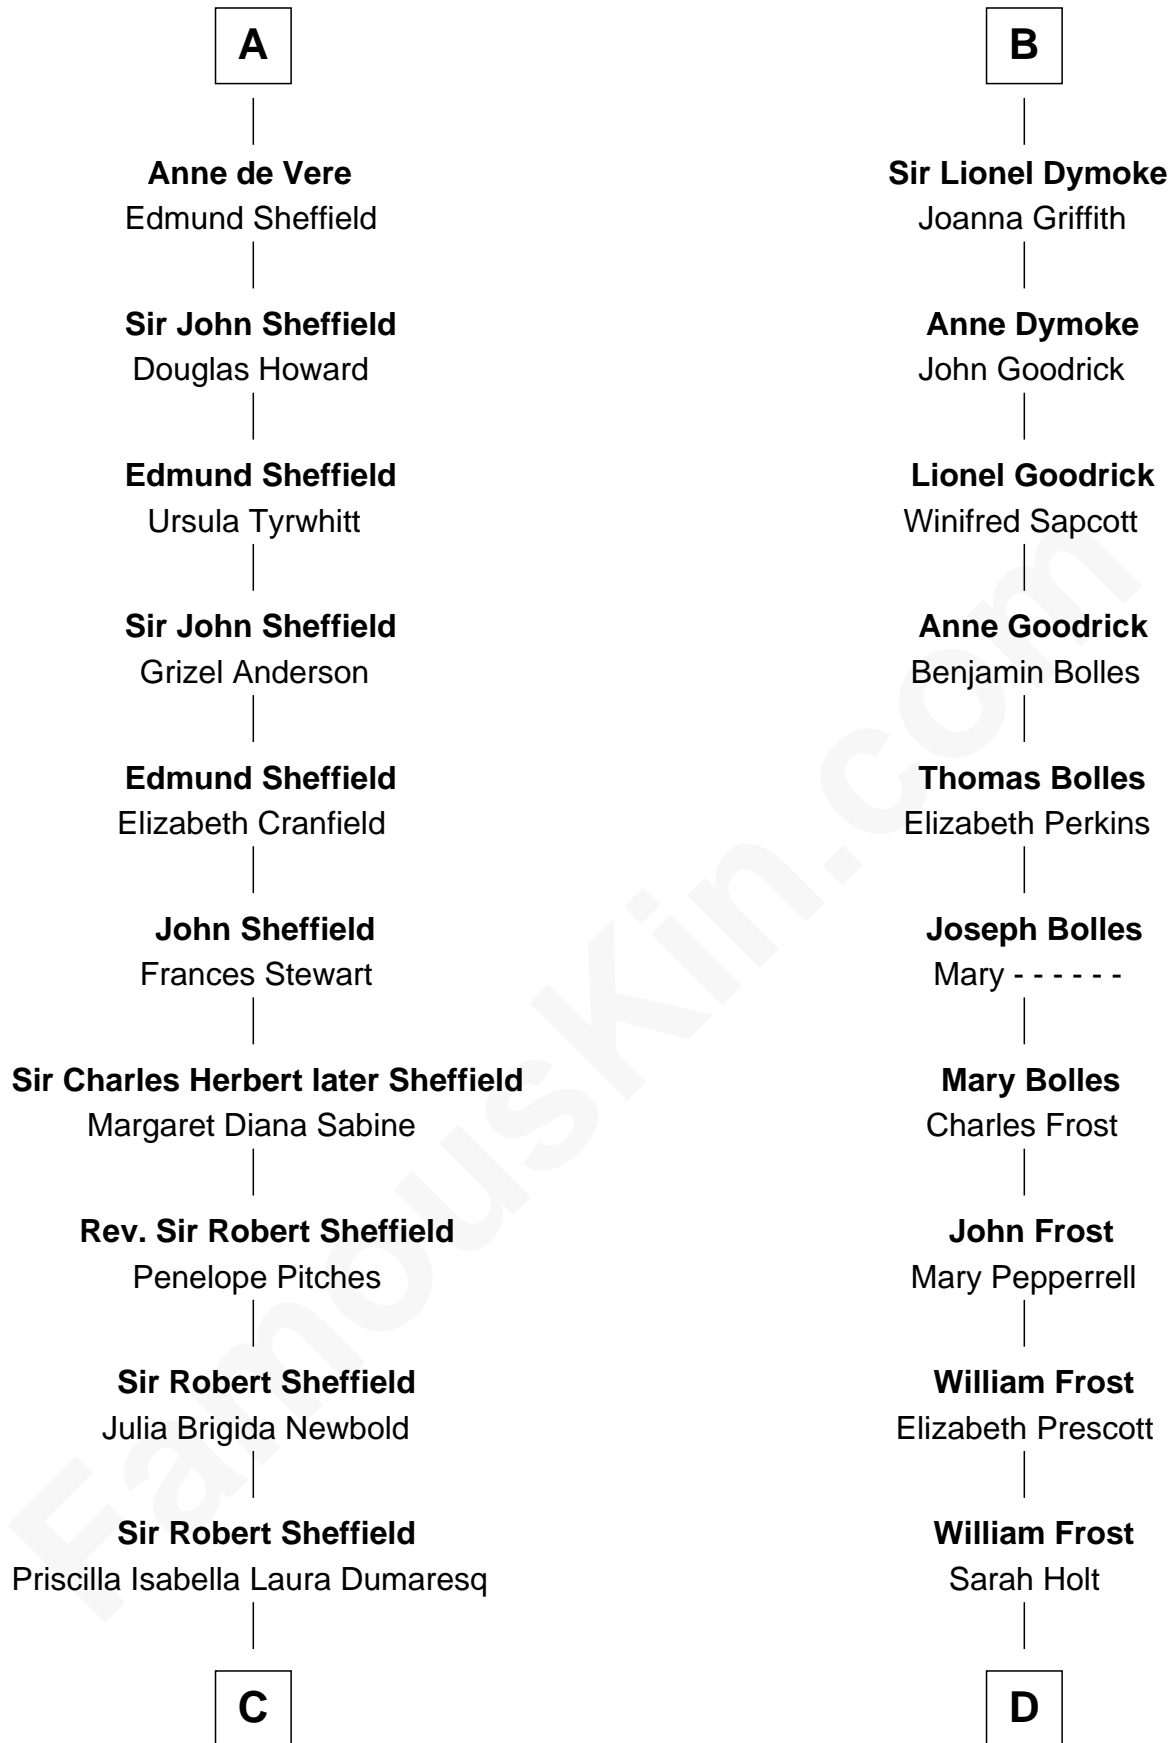 A
Anne de Vere
Edmund Sheffield
Sir John Sheffield
Douglas Howard
Edmund Sheffield
Ursula Tyrwhitt
Sir John Sheffield
Grizel Anderson
Edmund Sheffield
Elizabeth Cranfield
John Sheffield
Frances Stewart
Sir Charles Herbert later Sheffield
Margaret Diana Sabine
Rev. Sir Robert Sheffield
Penelope Pitches
Sir Robert Sheffield
Julia Brigida Newbold
Sir Robert Sheffield
Priscilla Isabella Laura Dumaresq
C
B
Sir Lionel Dymoke
Joanna Griffith
Anne Dymoke
John Goodrick
Lionel Goodrick
Winifred Sapcott
Anne Goodrick
Benjamin Bolles
Thomas Bolles
Elizabeth Perkins
Joseph Bolles
Mary - - - - - -
Mary Bolles
Charles Frost
John Frost
Mary Pepperrell
William Frost
Elizabeth Prescott
William Frost
Sarah Holt
D
FamousKin.com